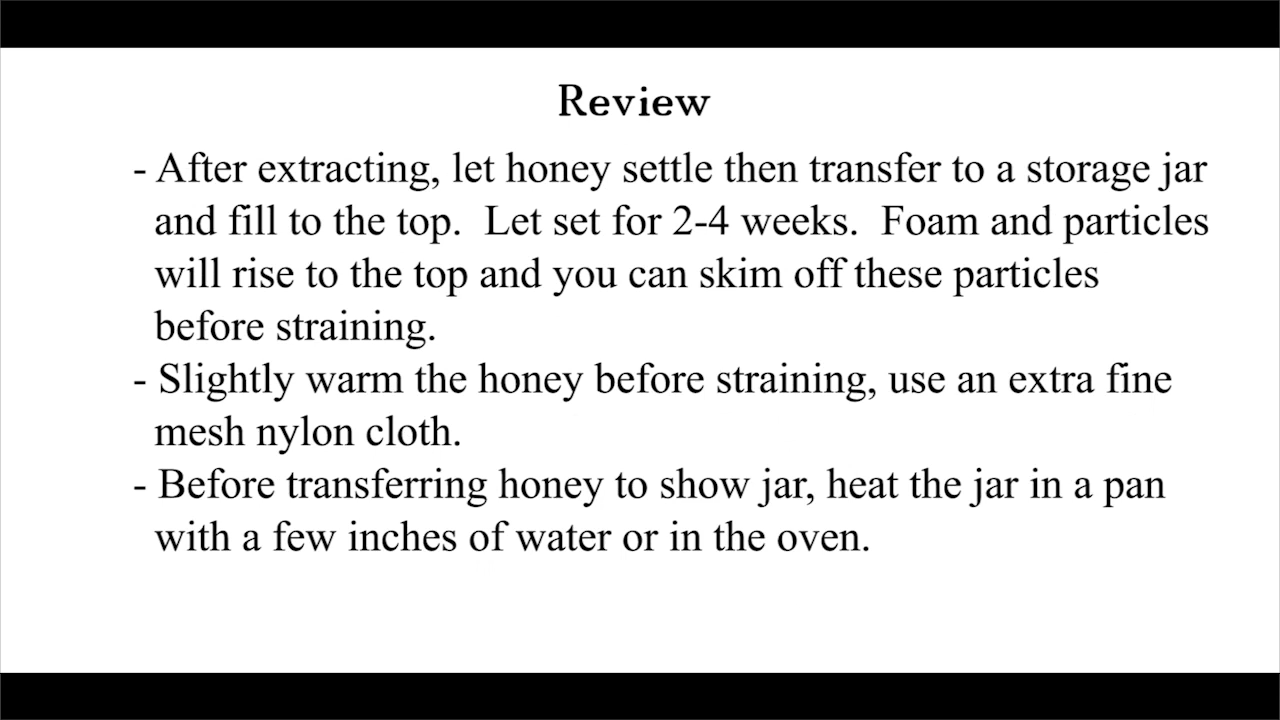 Review
- After extracting, let honey settle then transfer to a storage jar
and fill to the top.  Let set for 2-4 weeks.  Foam and particles
will rise to the top and you can skim off these particles
before straining.
- Slightly warm the honey before straining, use an extra fine
mesh nylon cloth.
- Before transferring honey to show jar, heat the jar in a pan
with a few inches of water or in the oven.